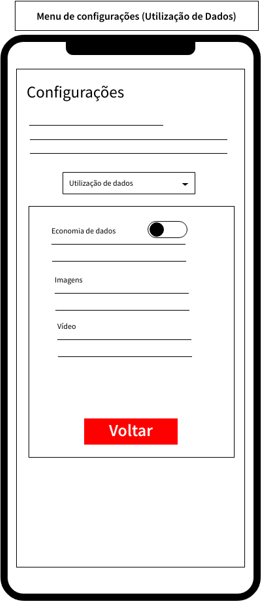 Menu de configurações (Utilização de Dados)
Configurações
Utilização de dados
Economia de dados
Imagens
Vídeo
Voltar